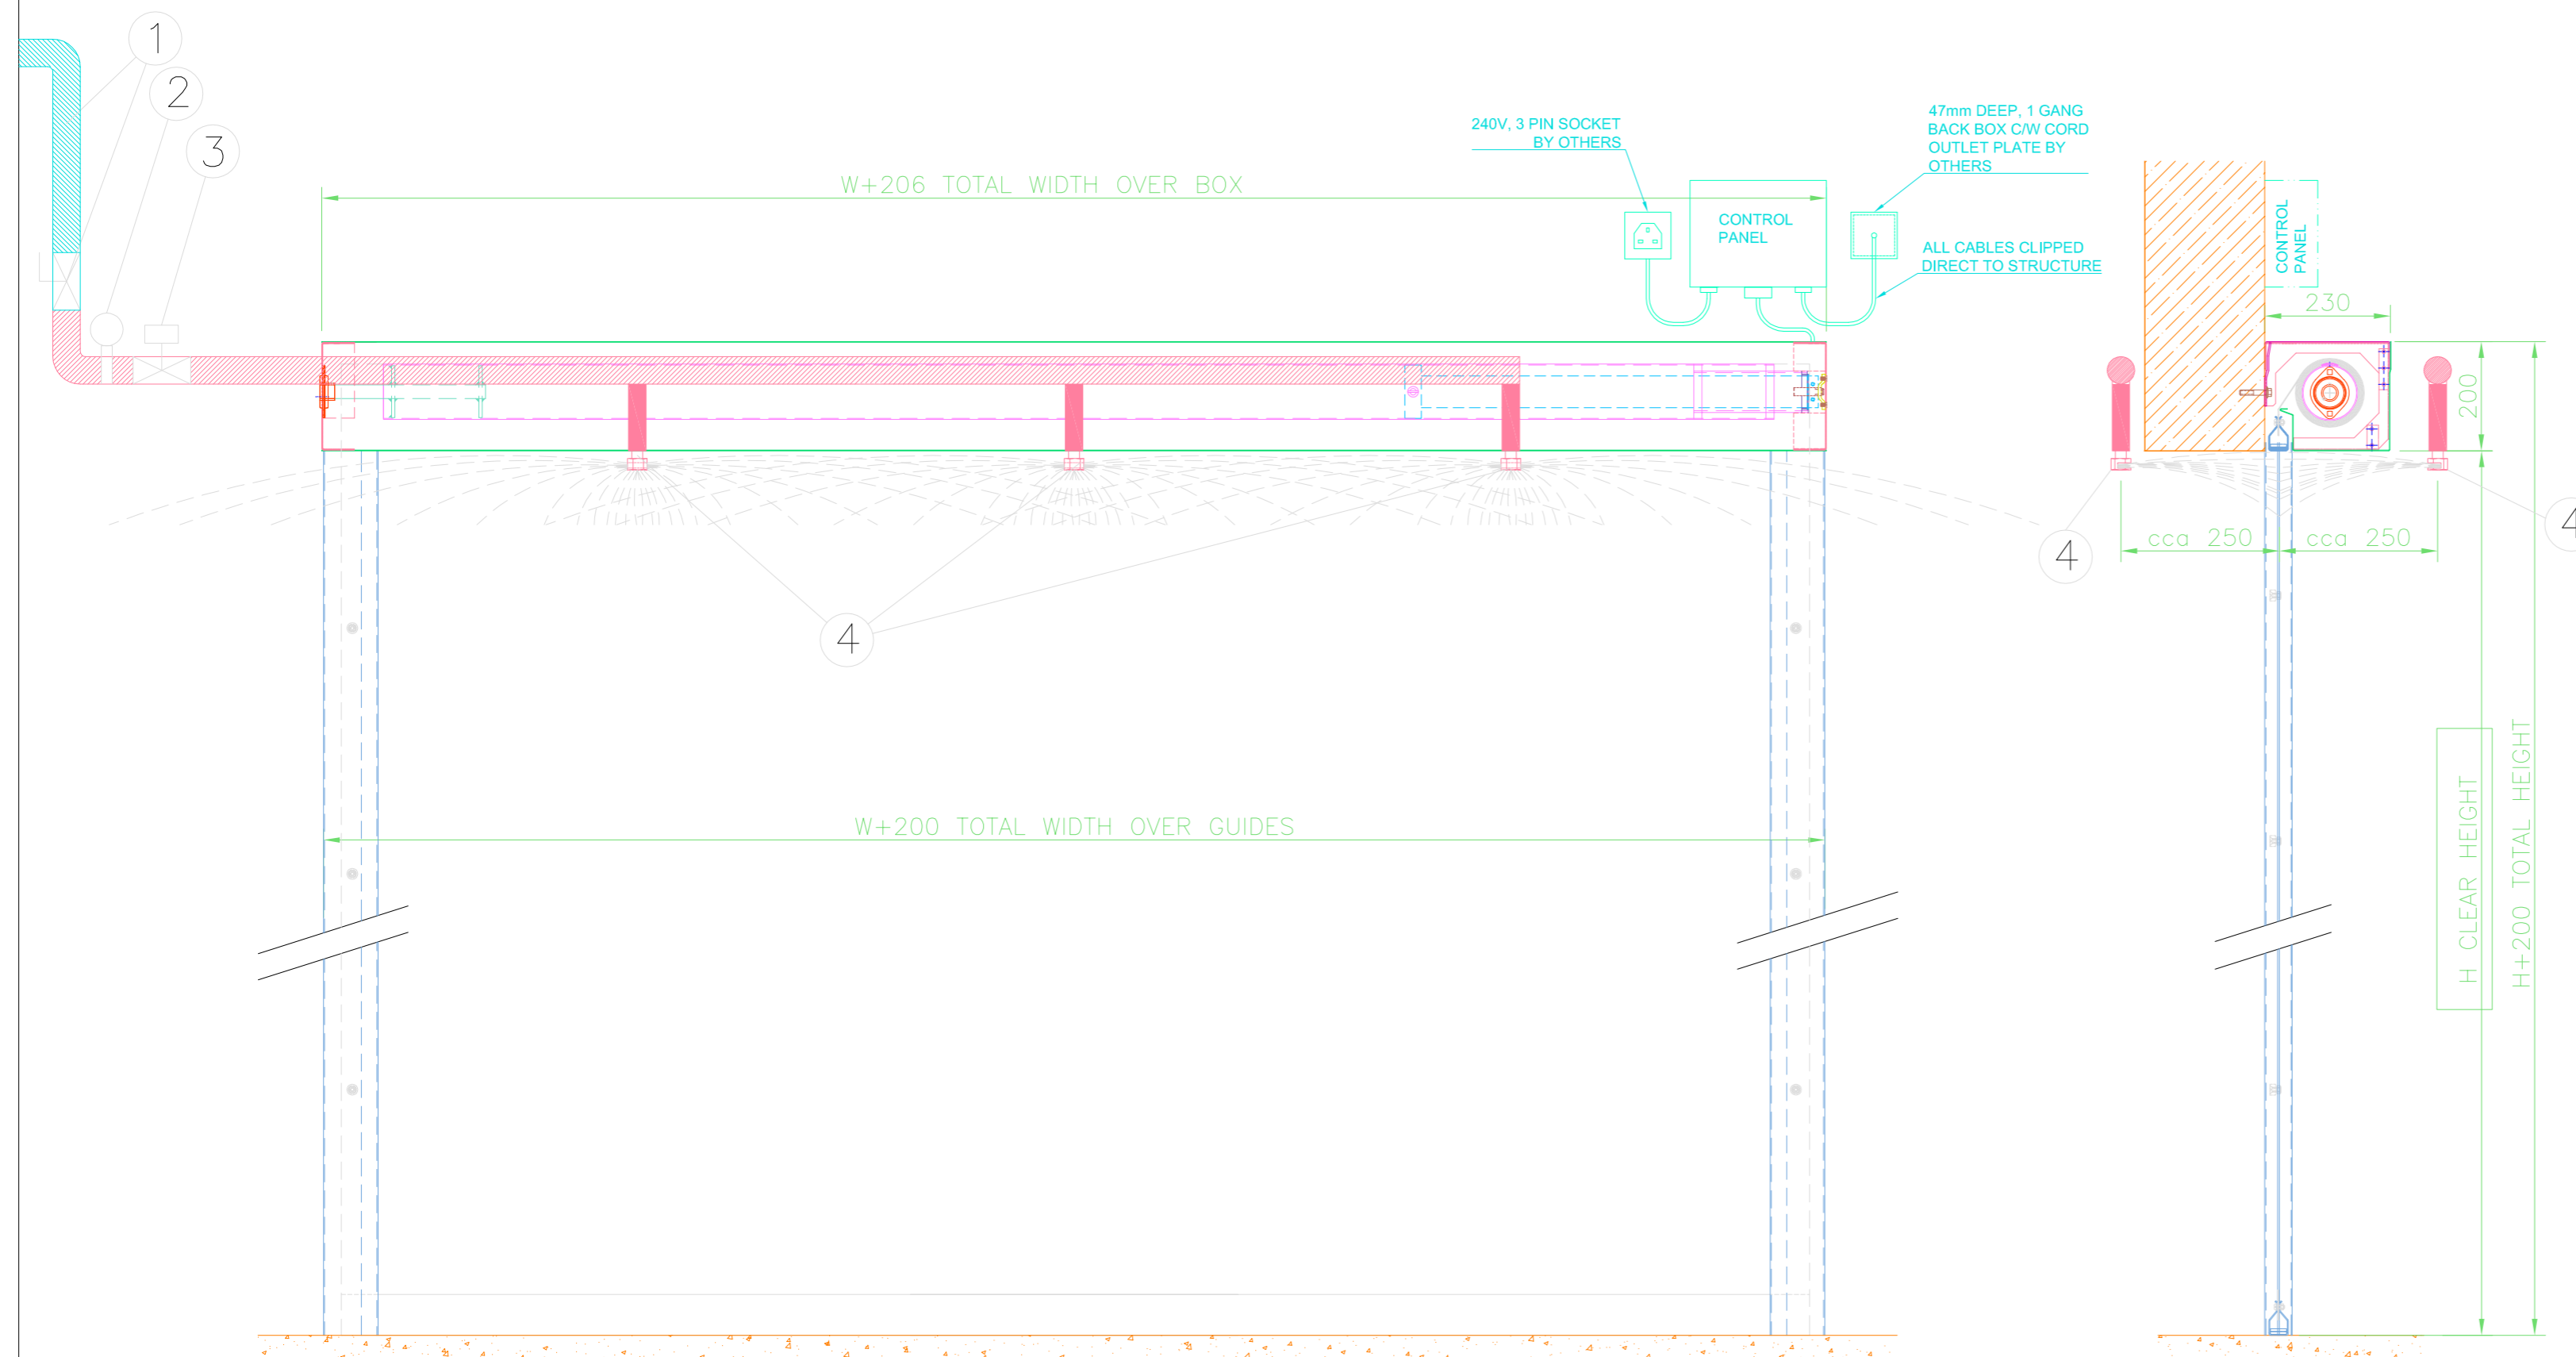 1
2
3
240V, 3 PIN SOCKET
BY OTHERS
47mm DEEP, 1 GANG
BACK BOX C/W CORD
OUTLET PLATE BY
OTHERS
W+206 TOTAL WIDTH OVER BOX
CONTROL
PANEL
ALL CABLES CLIPPED
DIRECT TO STRUCTURE
CONTROL
PANEL
230
200
cca 250
cca 250
4
4
4
W+200 TOTAL WIDTH OVER GUIDES
H CLEAR HEIGHT
H+200 TOTAL HEIGHT